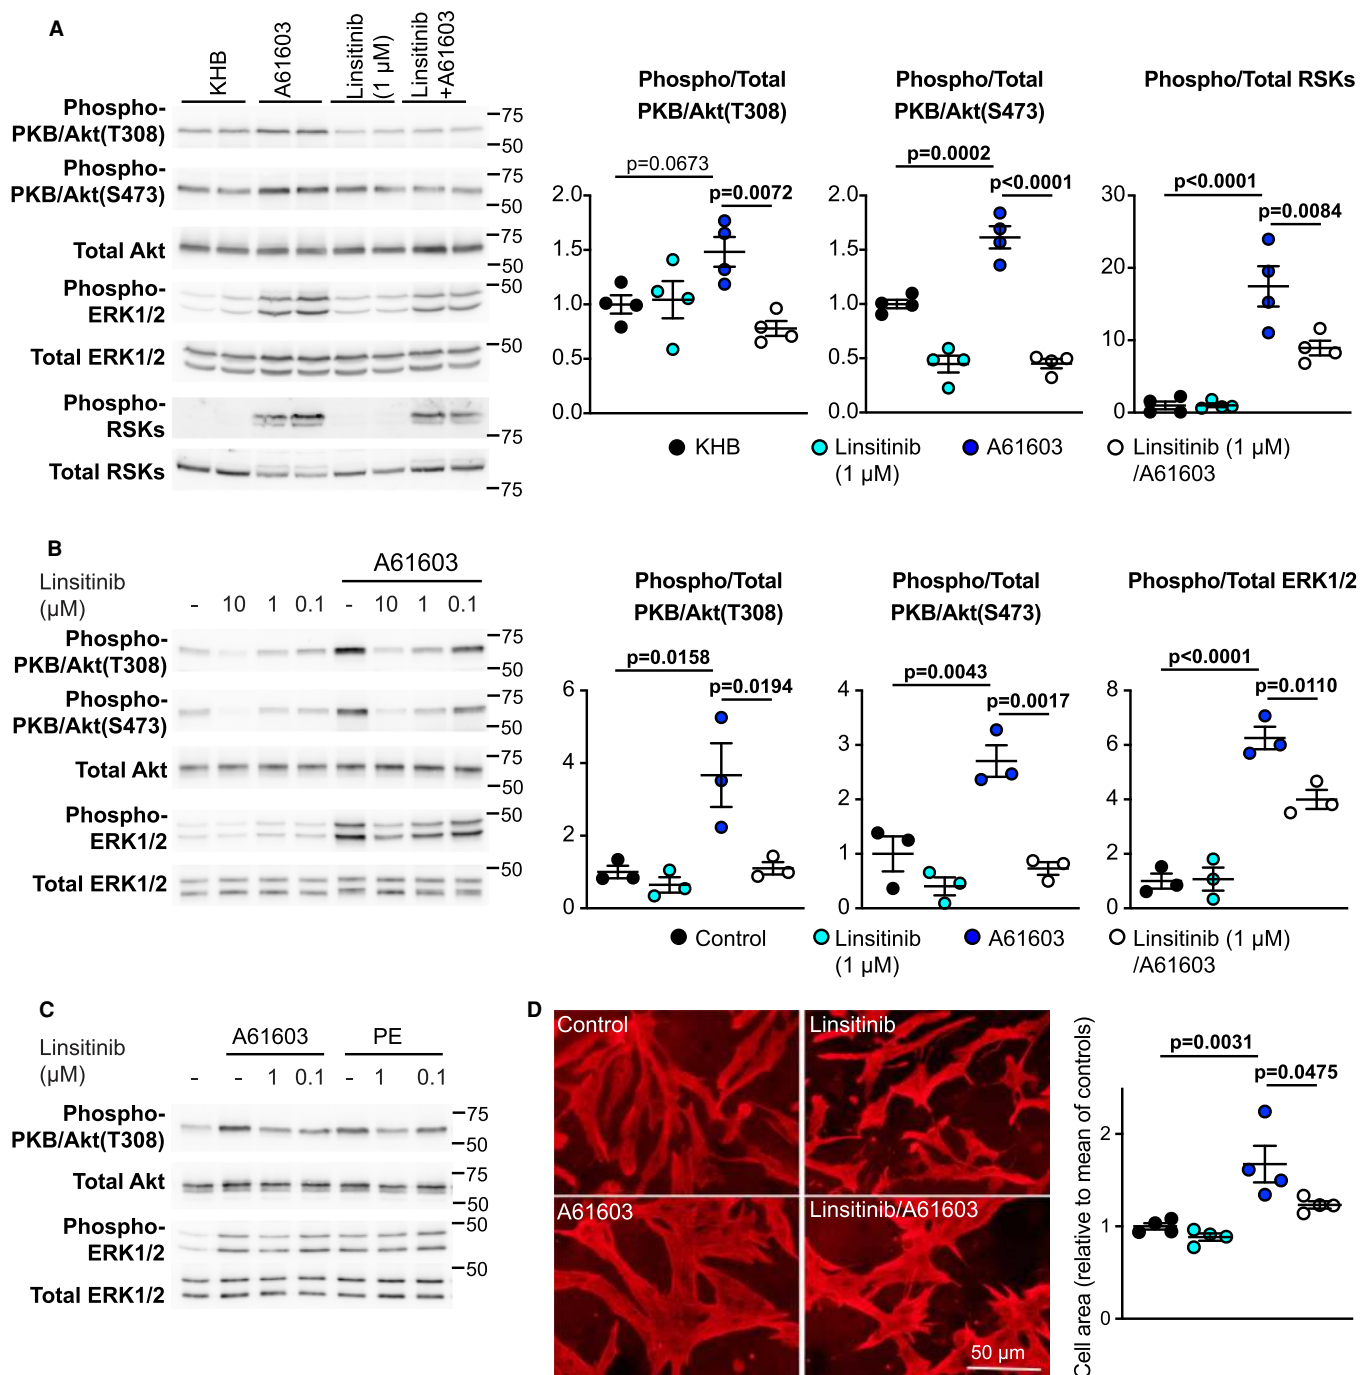 A
KHB
A61603
Linsitinib
(1 µM)
Linsitinib
+A61603
Phospho-
PKB/Akt(T308)
75
50
Phospho-
PKB/Akt(S473)
75
50
Total Akt
75
50
Phospho-
ERK1/2
50
Total ERK1/2
50
Phospho-
RSKs
75
Total RSKs
75
Phospho/Total
PKB/Akt(T308)
p=0.0673
p=0.0072
2.0
1.5
1.0
0.5
0.0
Phospho/Total
PKB/Akt(S473)
p=0.0002
p<0.0001
2.0
1.5
1.0
0.5
0.0
Phospho/Total RSKs
p<0.0001
p=0.0084
30
20
10
0
KHB
Linsitinib
(1 µM)
A61603
Linsitinib (1 µM)
/A61603
B
A61603
Linsitinib
(µM)
- 10 1 0.1 - 10 1 0.1
Phospho-
PKB/Akt(T308)
75
50
Phospho-
PKB/Akt(S473)
75
50
Total Akt
75
50
Phospho-
ERK1/2
50
Total ERK1/2
50
Phospho/Total
PKB/Akt(T308)
p=0.0158
p=0.0194
6
4
2
0
Phospho/Total
PKB/Akt(S473)
p=0.0043
p=0.0017
4
3
2
1
0
Phospho/Total ERK1/2
p<0.0001
p=0.0110
8
6
4
2
0
Control
Linsitinib
(1 µM)
A61603
Linsitinib (1 µM)
/A61603
C
A61603 PE
Linsitinib
(µM)
- - 1 0.1 - 1 0.1
Phospho-
PKB/Akt(T308)
75
50
Total Akt
75
50
Phospho-
ERK1/2
50
Total ERK1/2
50
D
Control
Linsitinib
A61603
Linsitinib/A61603
50 µm
Cell area (relative to mean of controls)
p=0.0031
p=0.0475
2
1
0